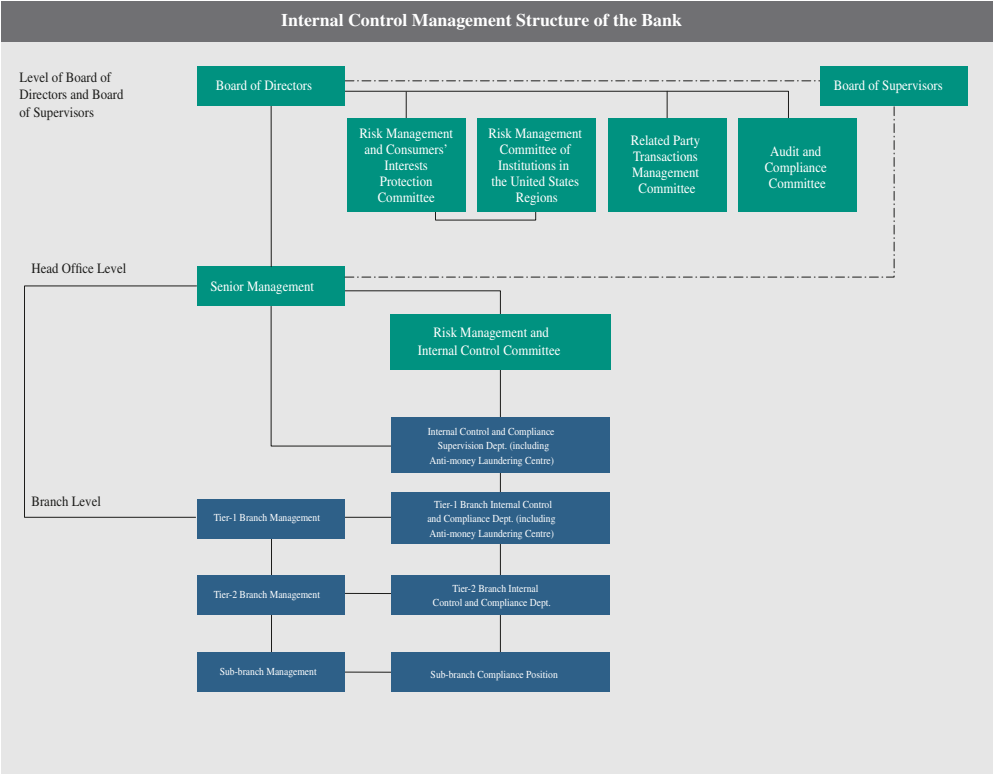 Internal Control Management Structure of the Bank
Level of Board of
Directors and Board
of Supervisors
Board of Directors
Board of Supervisors
Risk Management
and Consumers’
Interests
Protection
Committee
Risk Management
Committee of
Institutions in
the United States
Regions
Related Party
Transactions
Management
Committee
Audit and
Compliance
Committee
Head Office Level
Senior Management
Risk Management and
Internal Control Committee
Internal Control and Compliance
Supervision Dept. (including
Anti-money Laundering Centre)
Branch Level
Tier-1 Branch Management
Tier-1 Branch Internal Control
and Compliance Dept. (including
Anti-money Laundering Centre)
Tier-2 Branch Management
Tier-2 Branch Internal
Control and Compliance Dept.
Sub-branch Management
Sub-branch Compliance Position